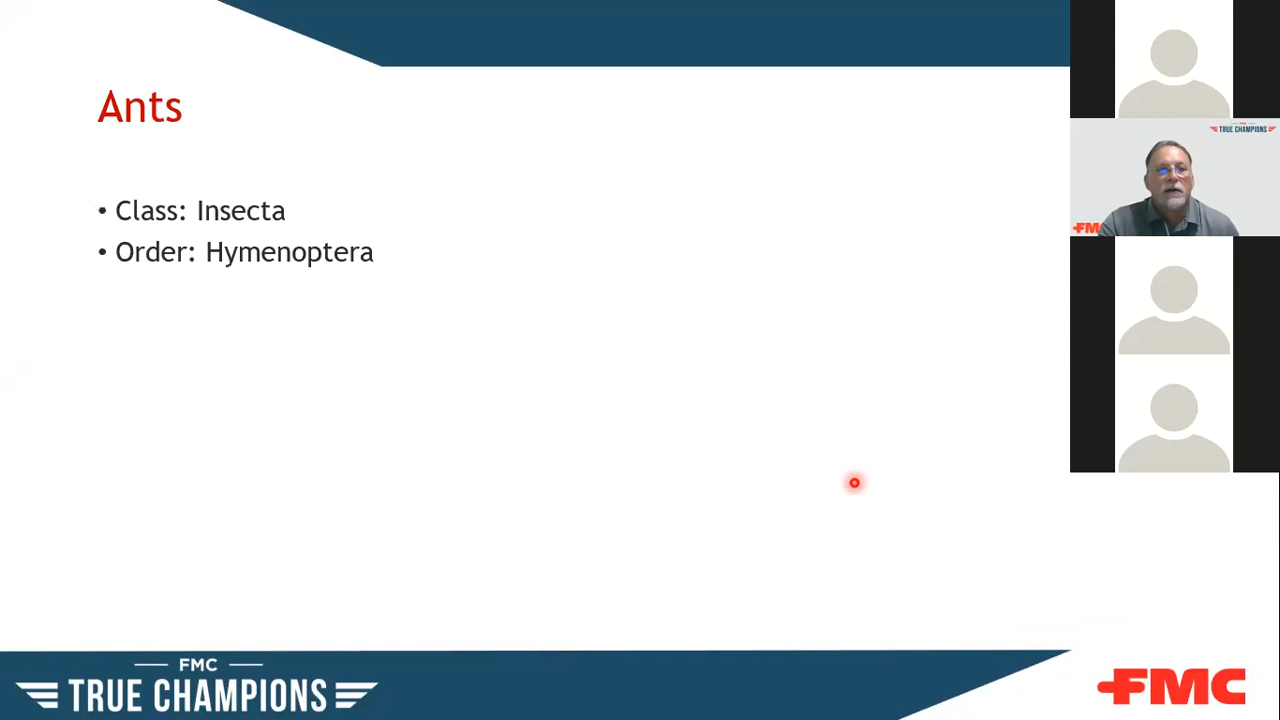 Ants
• Class: Insecta
• Order: Hymenoptera
TRUE CHAMPIONS
FMC
FMC
TRUE CHAMPIONS
FMC